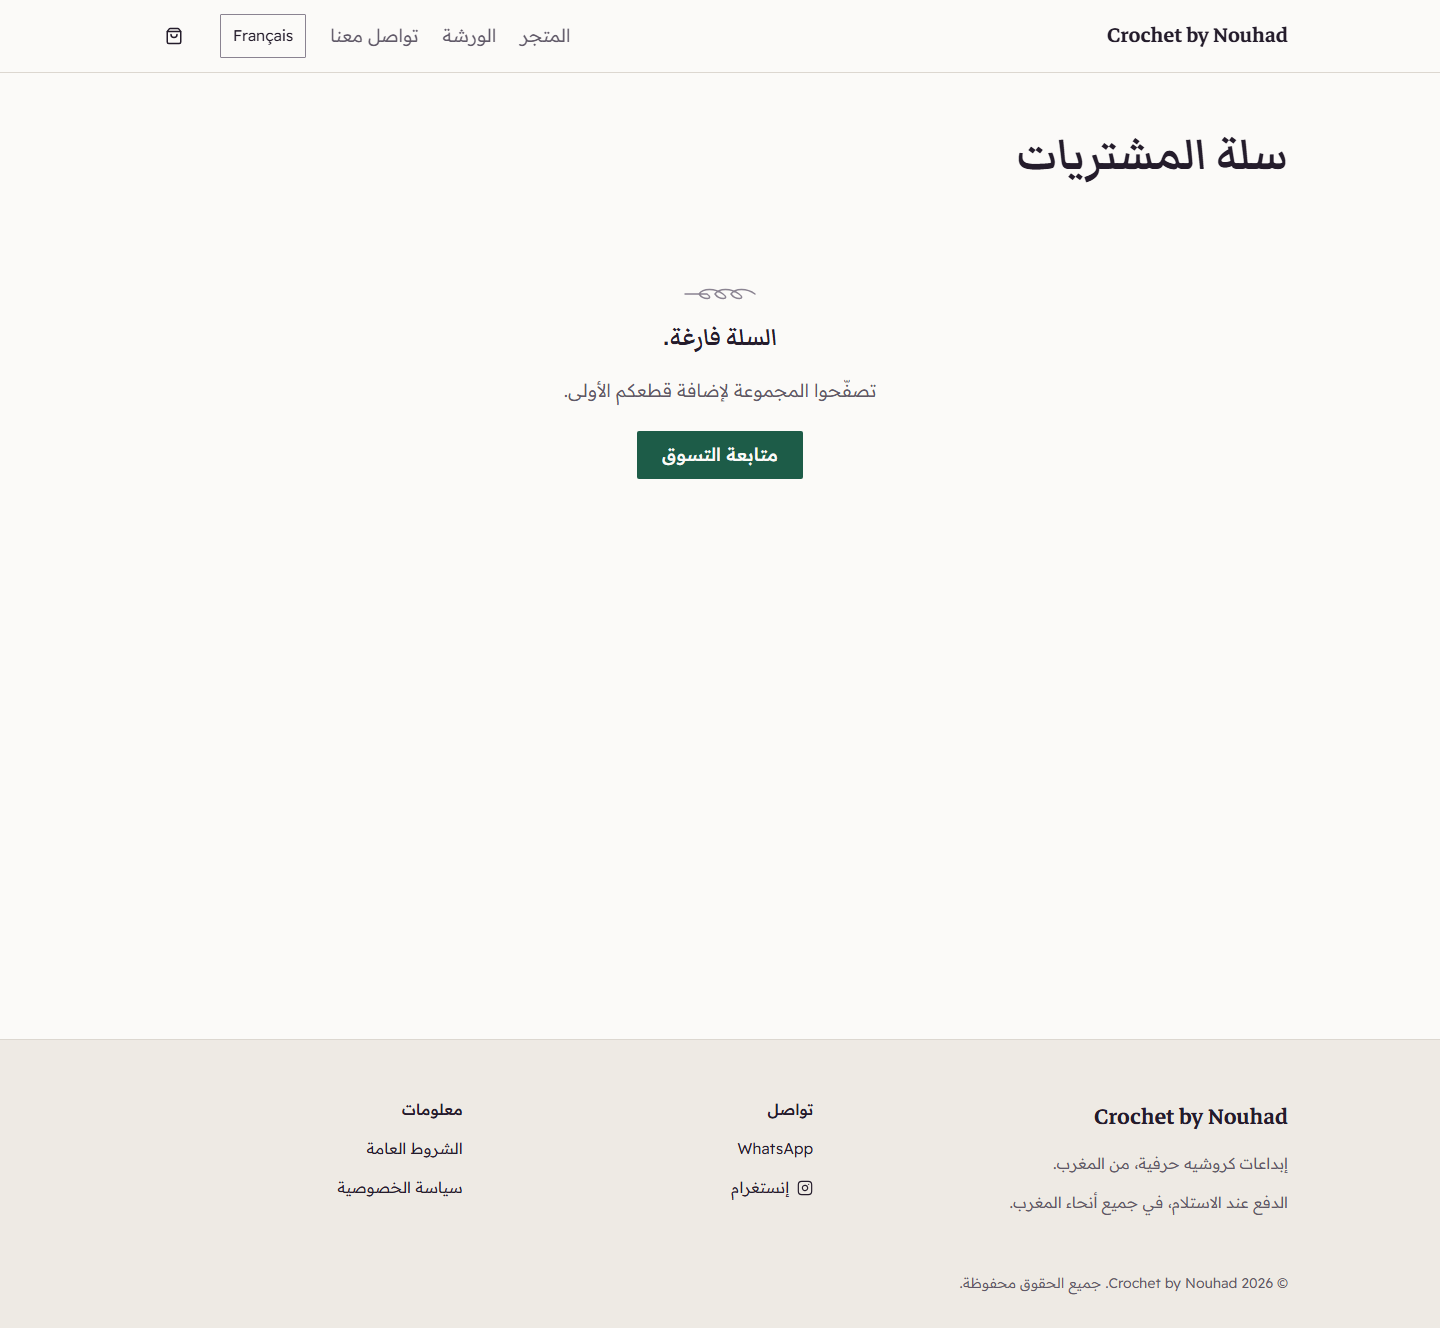 Crochet by Nouhad
المتجر
الورشة
تواصل معنا
Français
سلة المشتريات
السلة فارغة.
تصفّحوا المجموعة لإضافة قطعكم الأولى.
متابعة التسوق
Crochet by Nouhad
إبداعات كروشيه حرفية، من المغرب.
الدفع عند الاستلام، في جميع أنحاء المغرب.
تواصل
WhatsApp
إنستغرام
معلومات
الشروط العامة
سياسة الخصوصية
© 2026 Crochet by Nouhad. جميع الحقوق محفوظة.